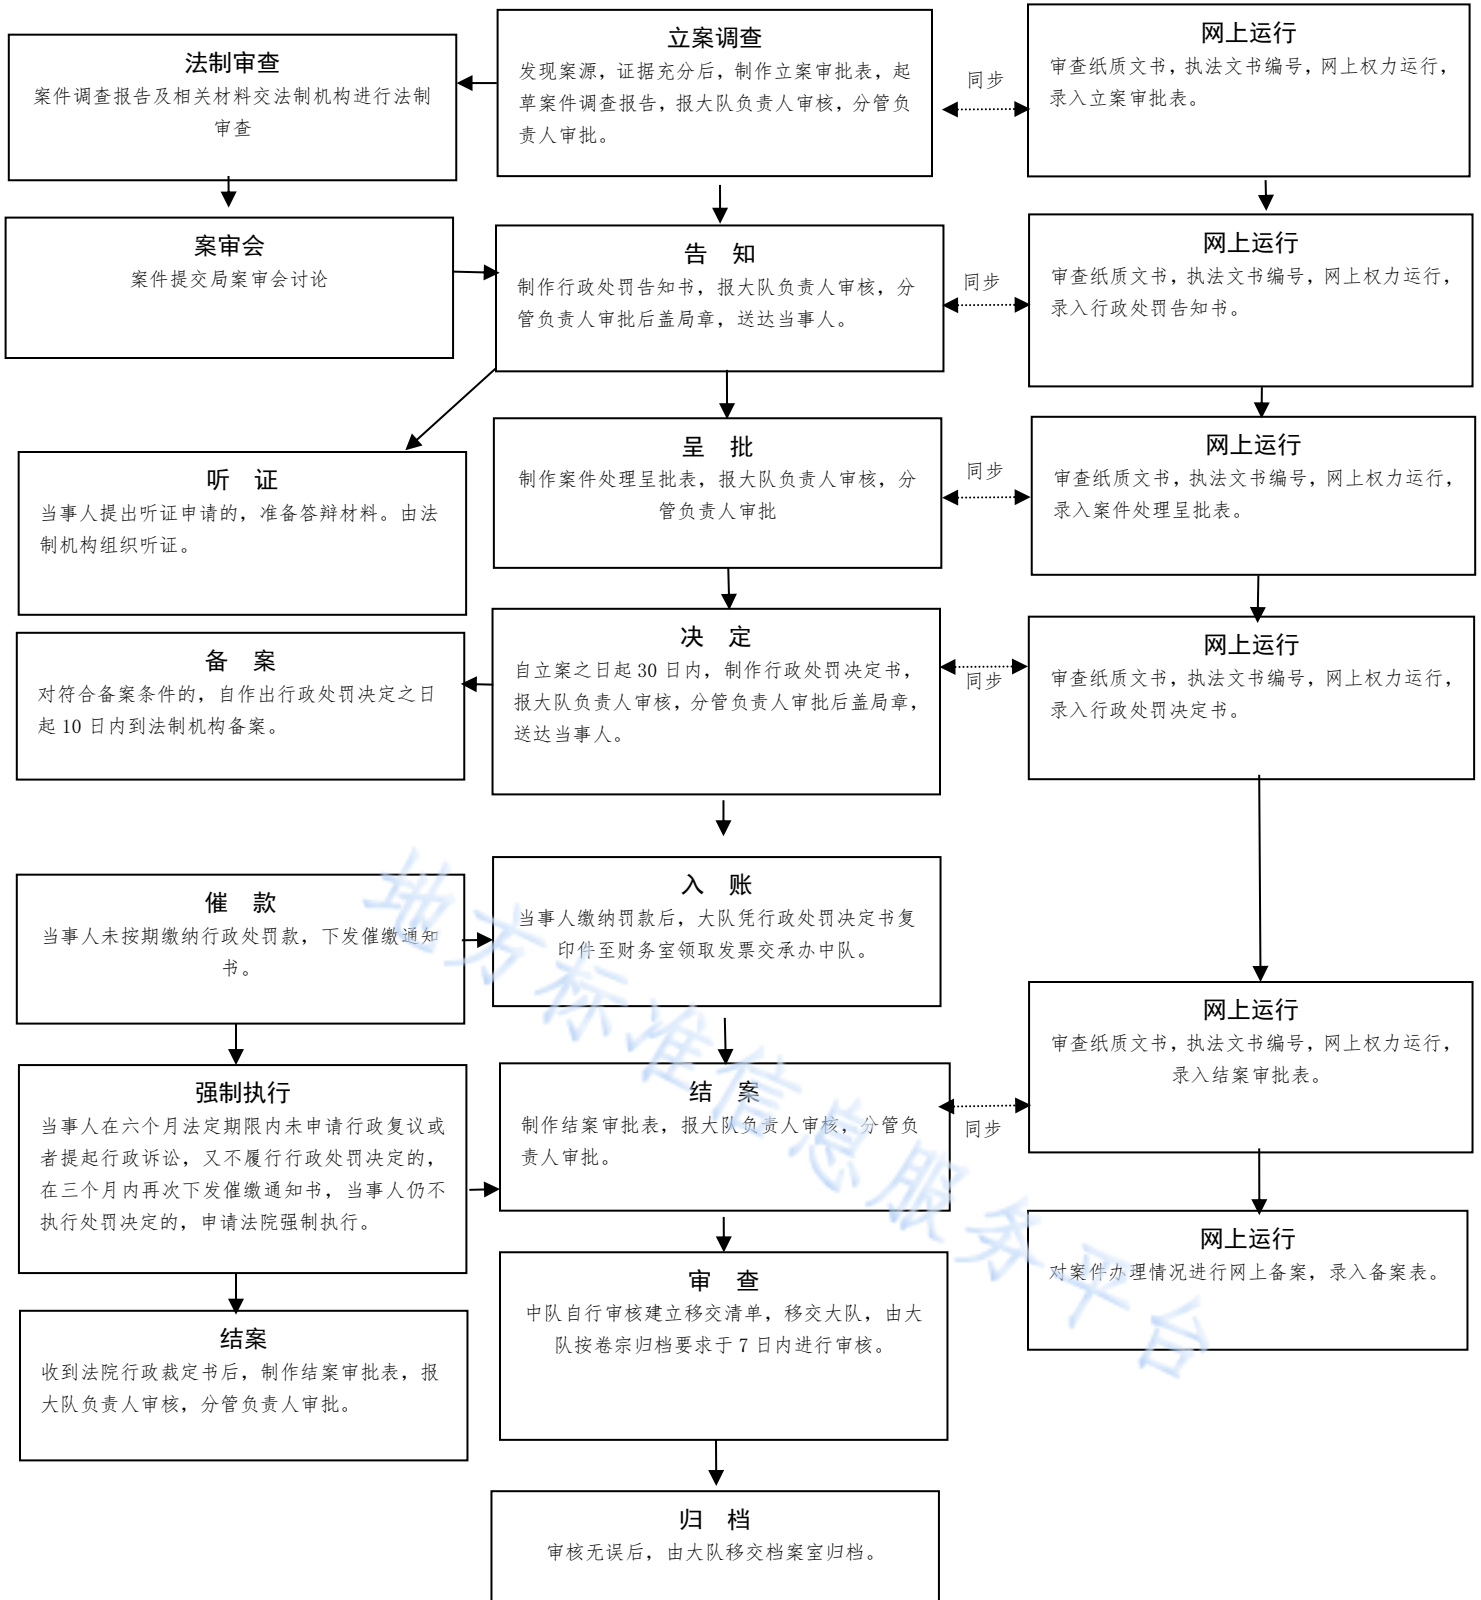 立案调查
发现案源，证据充分后，制作立案审批表，起
草案件调查报告，报大队负责人审核，分管负
责人审批。
同步
网上运行
审查纸质文书，执法文书编号，网上权力运行，
录入立案审批表。
法制审查
案件调查报告及相关材料交法制机构进行法制
审查
案审会
案件提交局案审会讨论
告 知
制作行政处罚告知书，报大队负责人审核，分
管负责人审批后盖局章，送达当事人。
同步
网上运行
审查纸质文书，执法文书编号，网上权力运行，
录入行政处罚告知书。
听 证
当事人提出听证申请的，准备答辩材料。由法
制机构组织听证。
呈 批
制作案件处理呈批表，报大队负责人审核，分
管负责人审批
同步
网上运行
审查纸质文书，执法文书编号，网上权力运行，
录入案件处理呈批表。
备 案
对符合备案条件的，自作出行政处罚决定之日
起 10 日内到法制机构备案。
决 定
自立案之日起 30 日内，制作行政处罚决定书，
报大队负责人审核，分管负责人审批后盖局章，
送达当事人。
同步
网上运行
审查纸质文书，执法文书编号，网上权力运行，
录入行政处罚决定书。
催 款
当事人未按期缴纳行政处罚款，下发催缴通知
书。
入 账
当事人缴纳罚款后，大队凭行政处罚决定书复
印件至财务室领取发票交承办中队。
强制执行
当事人在六个月法定期限内未申请行政复议或
者提起行政诉讼，又不履行行政处罚决定的，
在三个月内再次下发催缴通知书，当事人仍不
执行处罚决定的，申请法院强制执行。
结 案
制作结案审批表，报大队负责人审核，分管负
责人审批。
同步
网上运行
审查纸质文书，执法文书编号，网上权力运行，
录入结案审批表。
结案
收到法院行政裁定书后，制作结案审批表，报
大队负责人审核，分管负责人审批。
审 查
中队自行审核建立移交清单，移交大队，由大
队按卷宗归档要求于 7 日内进行审核。
网上运行
对案件办理情况进行网上备案，录入备案表。
归 档
审核无误后，由大队移交档案室归档。
地方标准信息服务平台